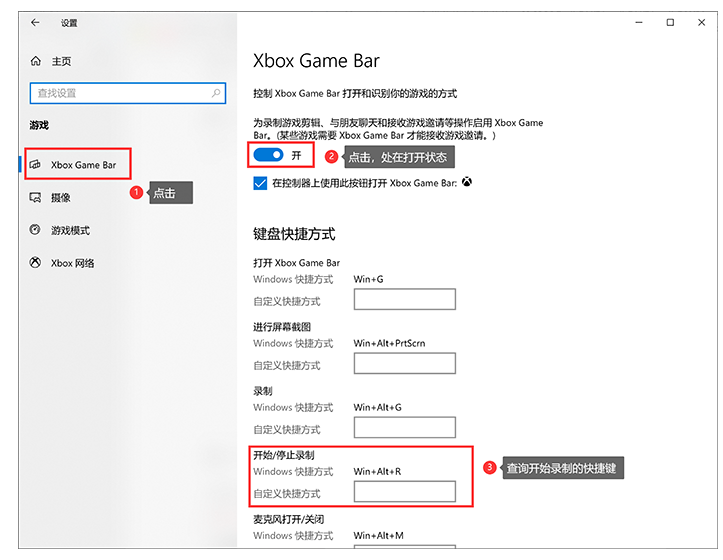 设置
主页
查找设置
游戏
Xbox Game Bar
1 点击
摄像
游戏模式
Xbox 网络
Xbox Game Bar
控制 Xbox Game Bar 打开和识别你的游戏的方式
为录制游戏剪辑、与朋友聊天和接收游戏邀请等操作启用 Xbox Game
Bar。(某些游戏需要 Xbox Game Bar 才能接收游戏邀请。)
开
2 点击，处在打开状态
在控制器上使用此按钮打开 Xbox Game Bar:
键盘快捷方式
打开 Xbox Game Bar
Windows 快捷方式 Win+G
自定义快捷方式
进行屏幕截图
Windows 快捷方式 Win+Alt+PrtScrn
自定义快捷方式
录制
Windows 快捷方式 Win+Alt+G
自定义快捷方式
开始/停止录制
Windows 快捷方式 Win+Alt+R
自定义快捷方式
3 查询开始录制的快捷键
麦克风打开/关闭
Windows 快捷方式 Win+Alt+M